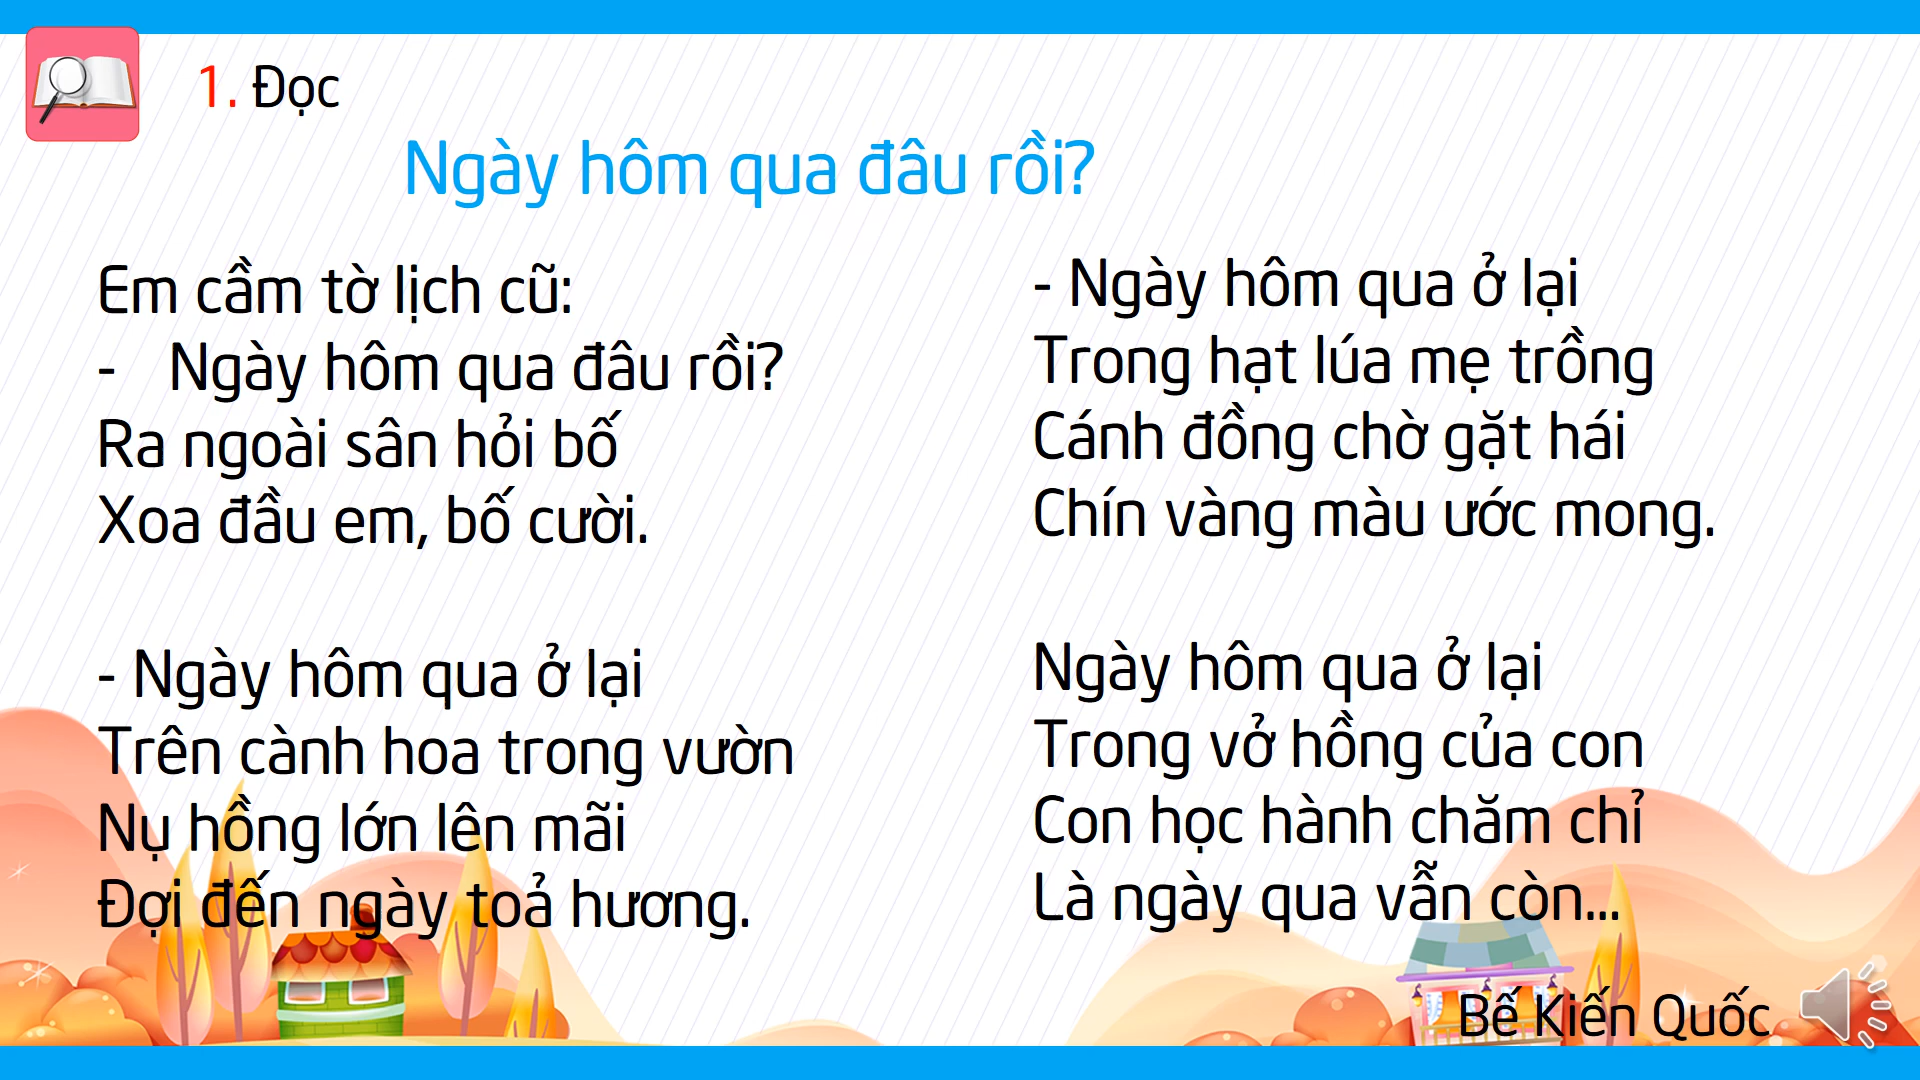 1. Đọc
Ngày hôm qua đâu rồi?
Em cầm tờ lịch cũ:
- Ngày hôm qua đâu rồi?
Ra ngoài sân hỏi bố
Xoa đầu em, bố cười.
- Ngày hôm qua ở lại
Trên cành hoa trong vườn
Nụ hồng lớn lên mãi
Đợi đến ngày toả hương.
- Ngày hôm qua ở lại
Trong hạt lúa mẹ trồng
Cánh đồng chờ gặt hái
Chín vàng màu ước mong.
Ngày hôm qua ở lại
Trong vở hồng của con
Con học hành chăm chỉ
Là ngày qua vẫn còn...
Bế Kiến Quốc